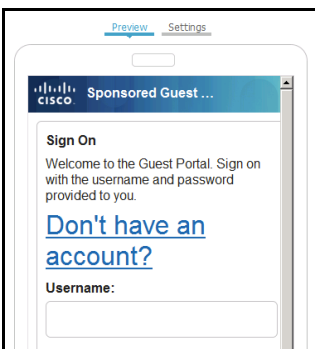 Preview Settings
CISCO Sponsored Guest ...
Sign On
Welcome to the Guest Portal. Sign on
with the username and password
provided to you.
Don't have an
account?
Username: